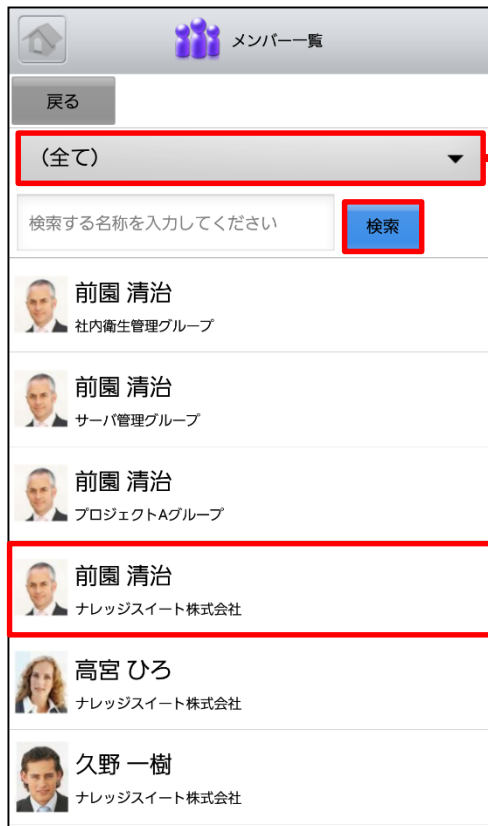 メンバー一覧
戻る
（全て）
検索する名称を入力してください
検索
前園 清治
社内衛生管理グループ
前園 清治
サーバ管理グループ
前園 清治
プロジェクトAグループ
前園 清治
ナレッジスイート株式会社
高宮 ひろ
ナレッジスイート株式会社
久野 一樹
ナレッジスイート株式会社